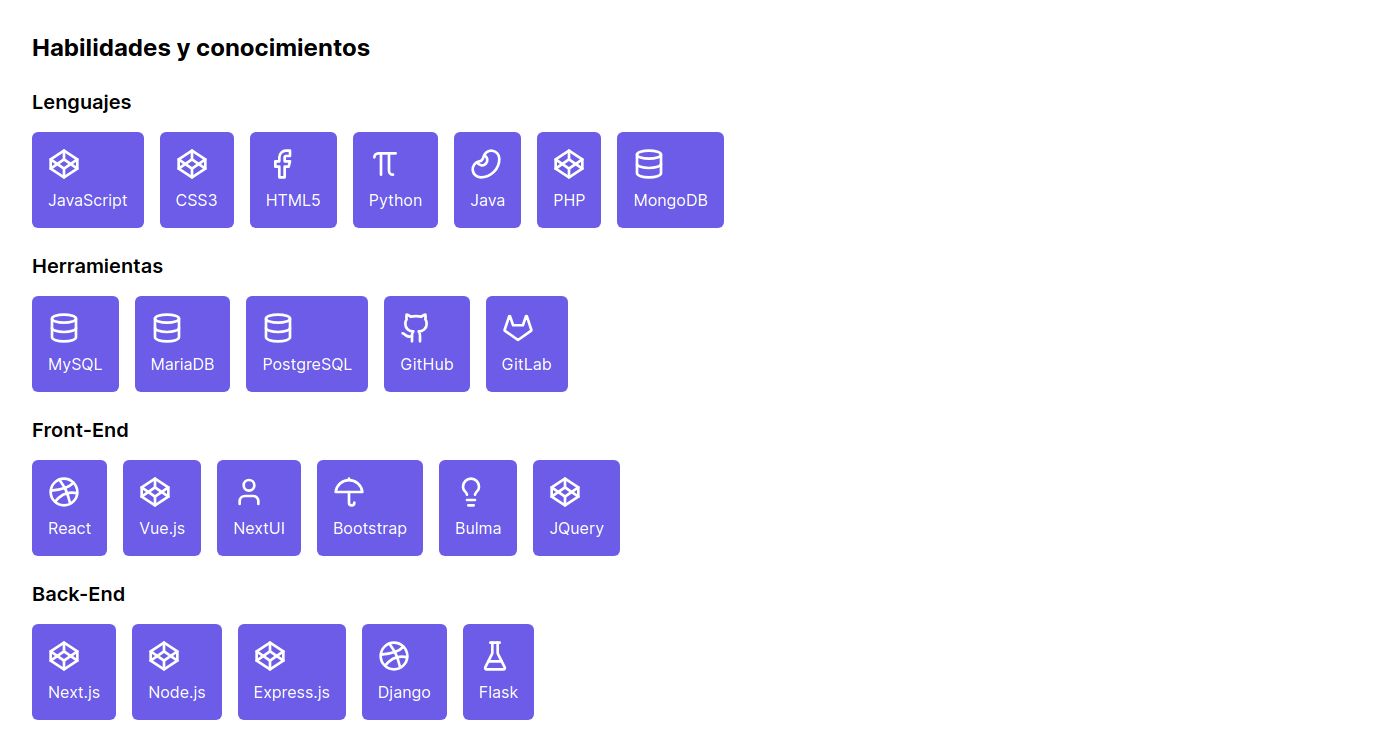 Habilidades y conocimientos
Lenguajes
JavaScript CSS3 HTML5 Python Java PHP MongoDB
Herramientas
MySQL MariaDB PostgreSQL GitHub GitLab
Front-End
React Vue.js NextUI Bootstrap Bulma JQuery
Back-End
Next.js Node.js Express.js Django Flask